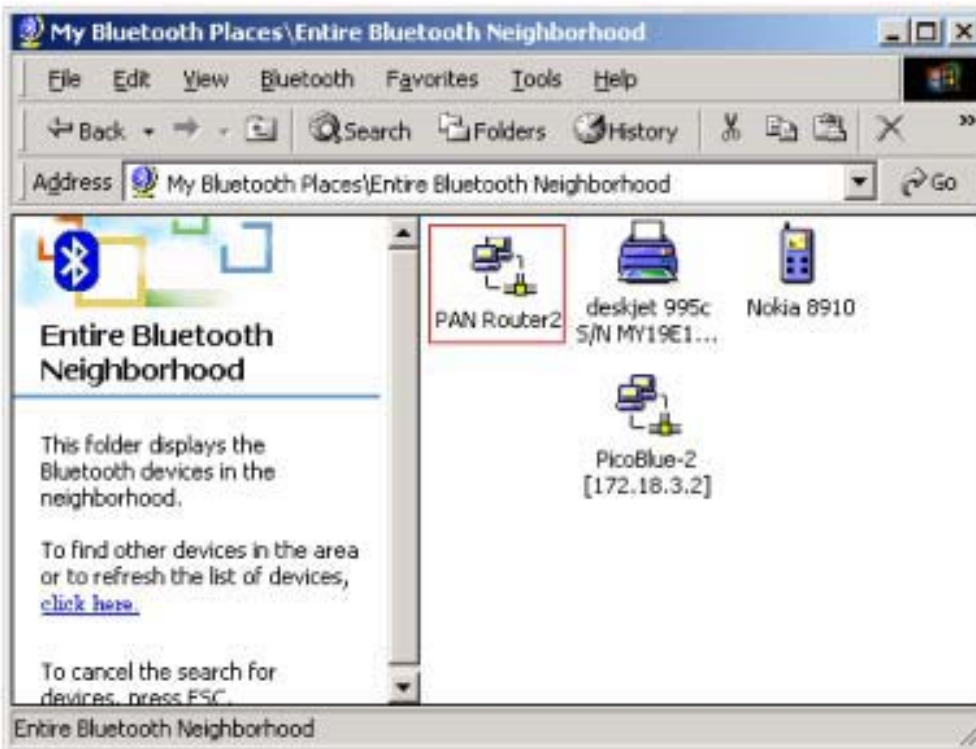 My Bluetooth Places\Entire Bluetooth Neighborhood
File Edit View Bluetooth Favorites Tools Help
Back Search Folders History »
Address My Bluetooth Places\Entire Bluetooth Neighborhood Go
Entire Bluetooth
Neighborhood
This folder displays the
Bluetooth devices in the
neighborhood.
To find other devices in the area
or to refresh the list of devices,
click here.
To cancel the search for
devices, press ESC.
PAN Router2
deskjet 995c
S/N MY19E1...
Nokia 8910
PicoBlue-2
[172.18.3.2]
Entire Bluetooth Neighborhood